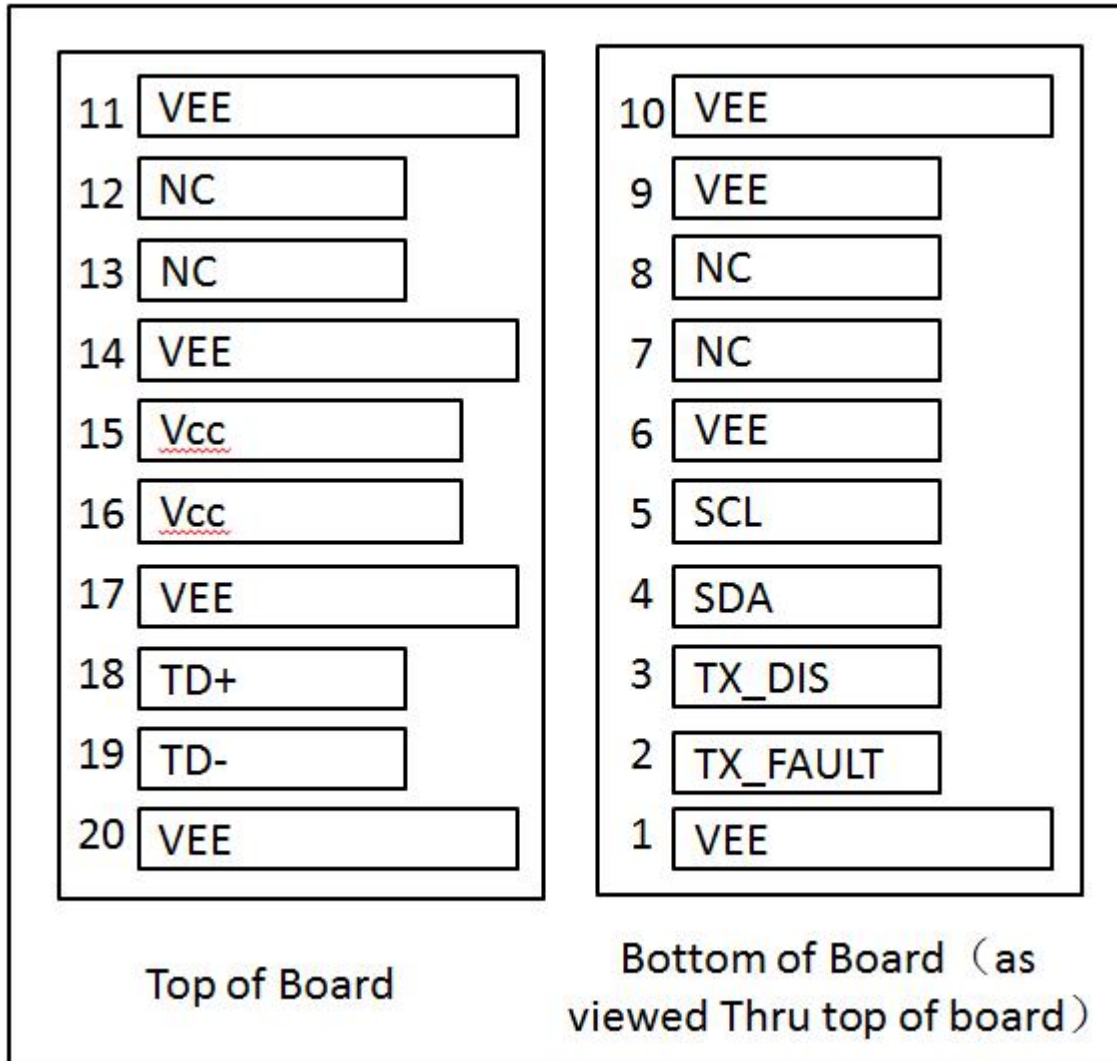 11 VEE
12 NC
13 NC
14 VEE
15 Vcc
16 Vcc
17 VEE
18 TD+
19 TD-
20 VEE
Top of Board
10 VEE
9 VEE
8 NC
7 NC
6 VEE
5 SCL
4 SDA
3 TX_DIS
2 TX_FAULT
1 VEE
Bottom of Board（as
viewed Thru top of board）